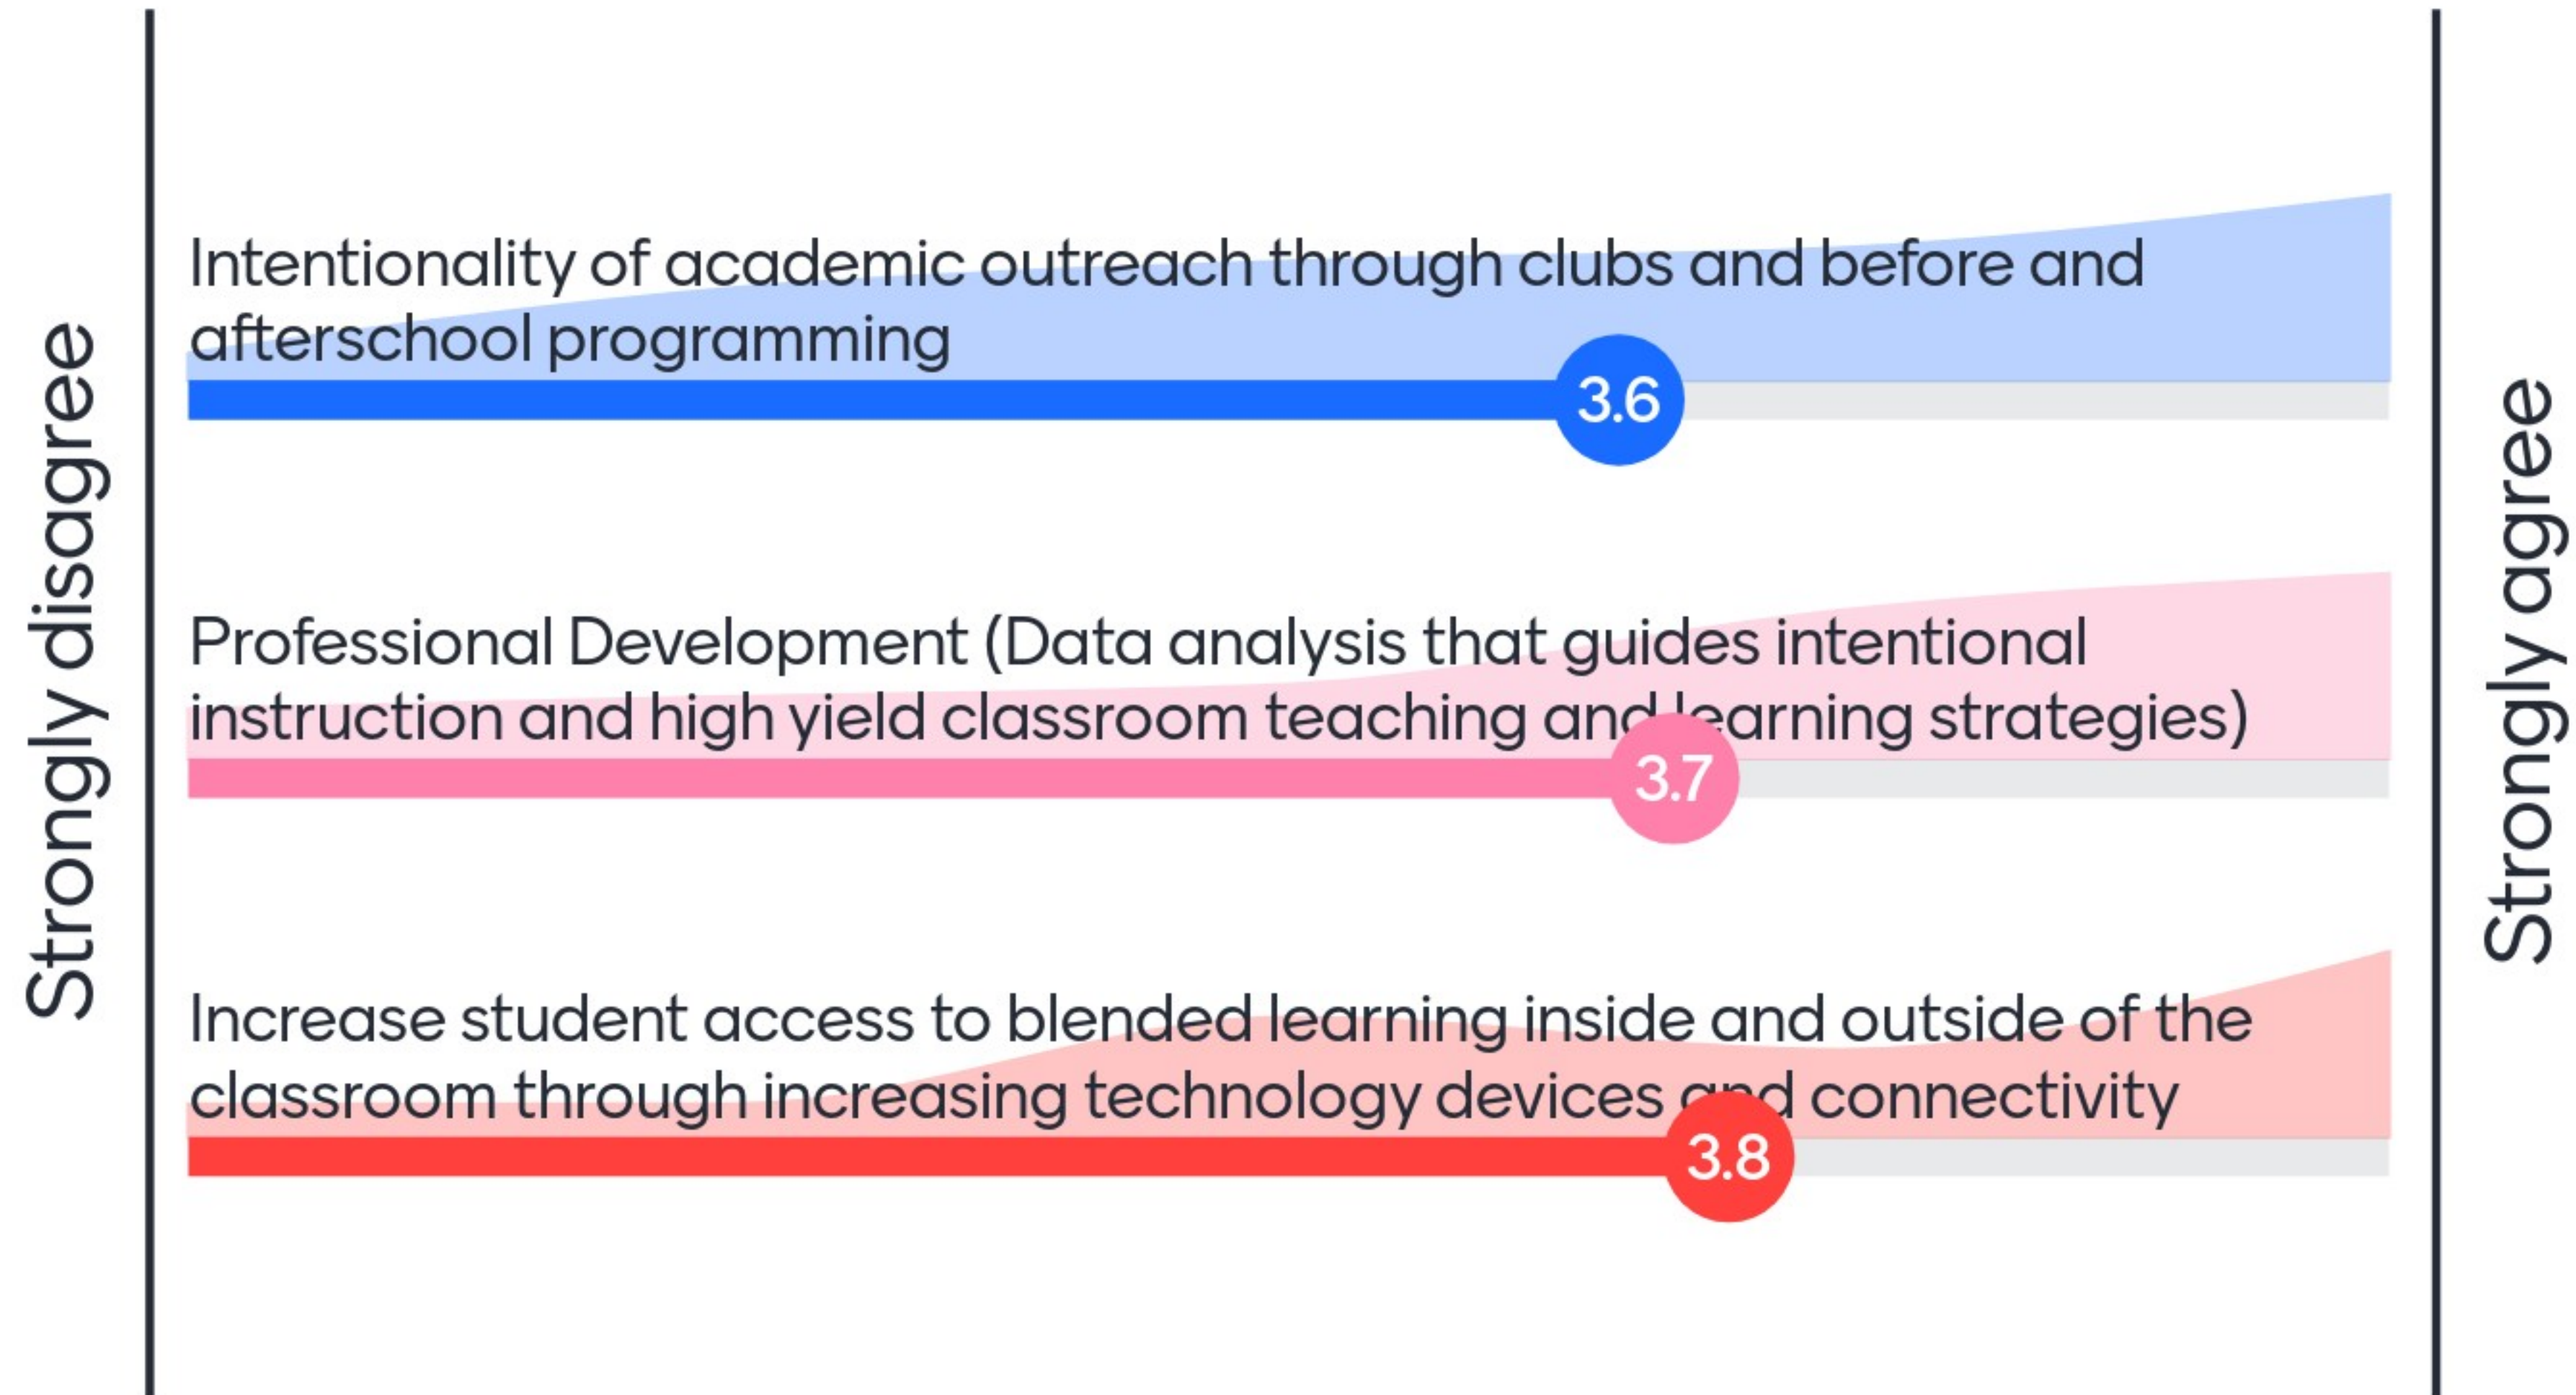 Strongly disagree
Intentionality of academic outreach through clubs and before and
afterschool programming
3.6
Professional Development (Data analysis that guides intentional
instruction and high yield classroom teaching and learning strategies)
3.7
Increase student access to blended learning inside and outside of the
classroom through increasing technology devices and connectivity
3.8
Strongly agree